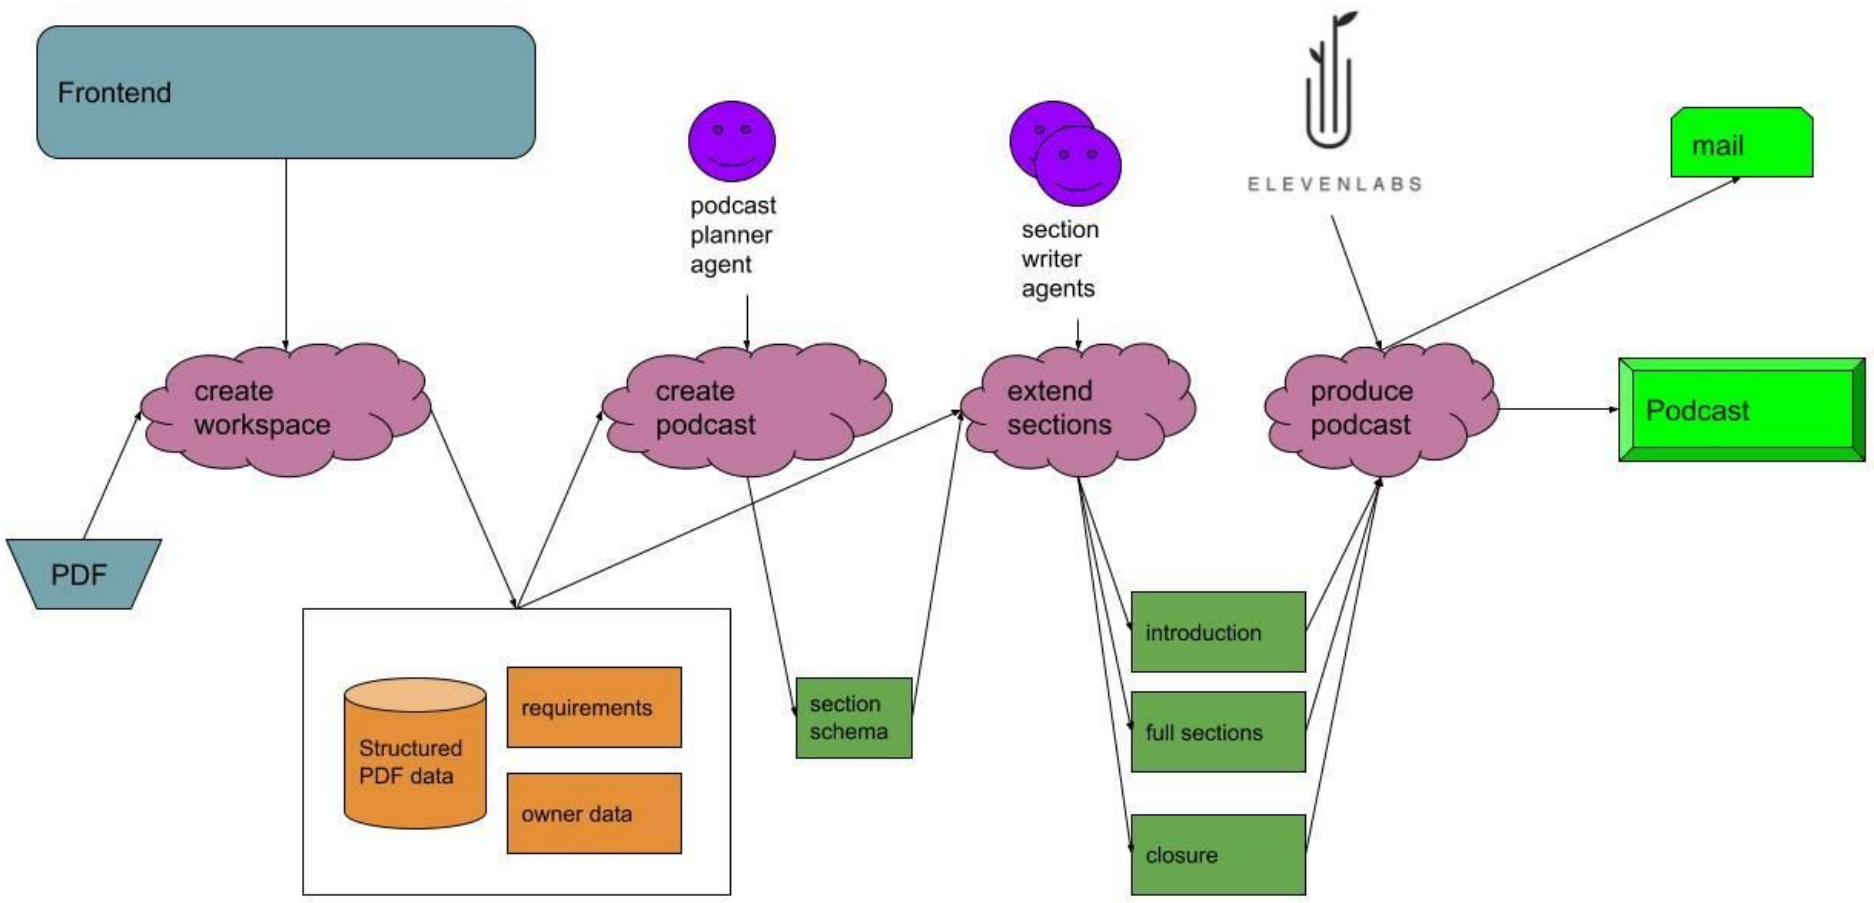 Frontend
podcast
planner
agent
section
writer
agents
ELEVENLABS
mail
create
workspace
create
podcast
extend
sections
produce
podcast
Podcast
PDF
Structured
PDF data
requirements
owner data
section
schema
introduction
full sections
closure